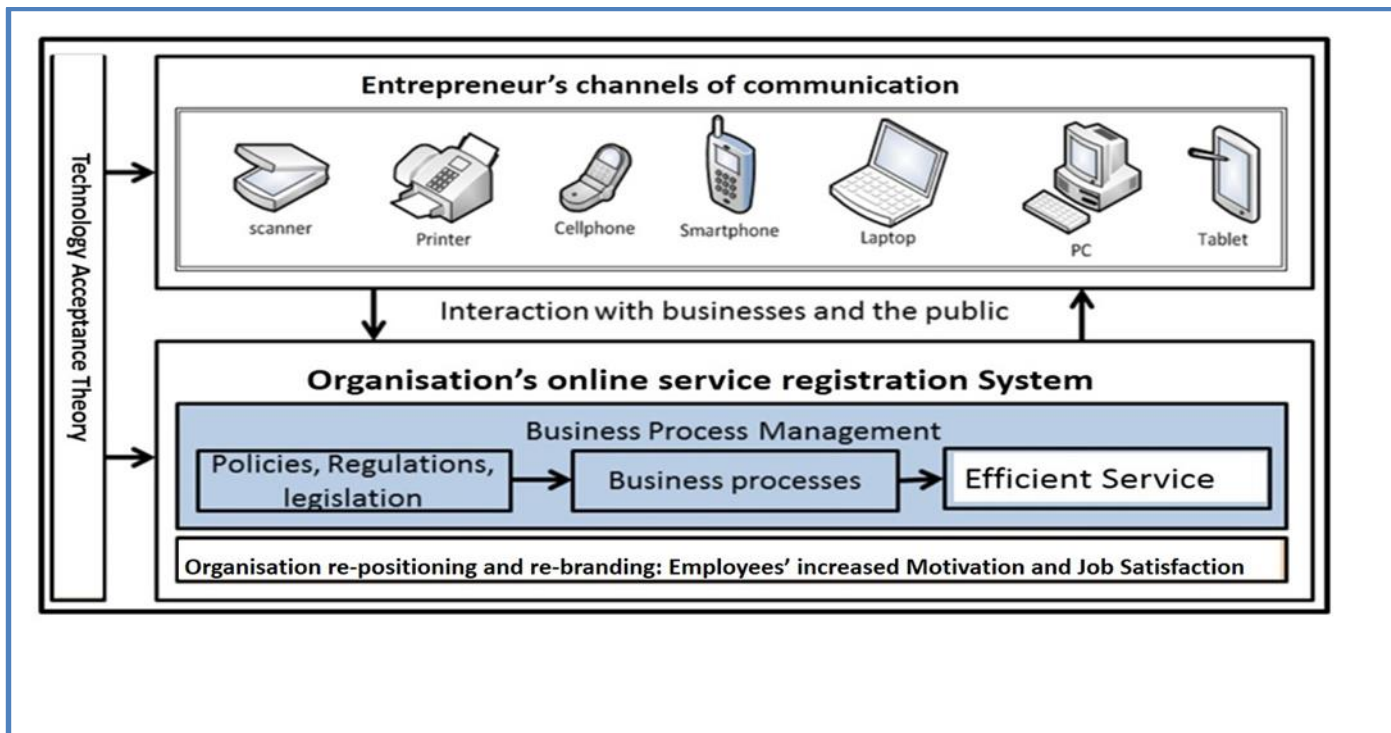 Technology Acceptance Theory
Entrepreneur’s channels of communication
scanner
Printer
Cellphone
Smartphone
Laptop
PC
Tablet
Interaction with businesses and the public
Organisation’s online service registration System
Business Process Management
Policies, Regulations,
legislation
Business processes
Efficient Service
Organisation re-positioning and re-branding: Employees’ increased Motivation and Job Satisfaction